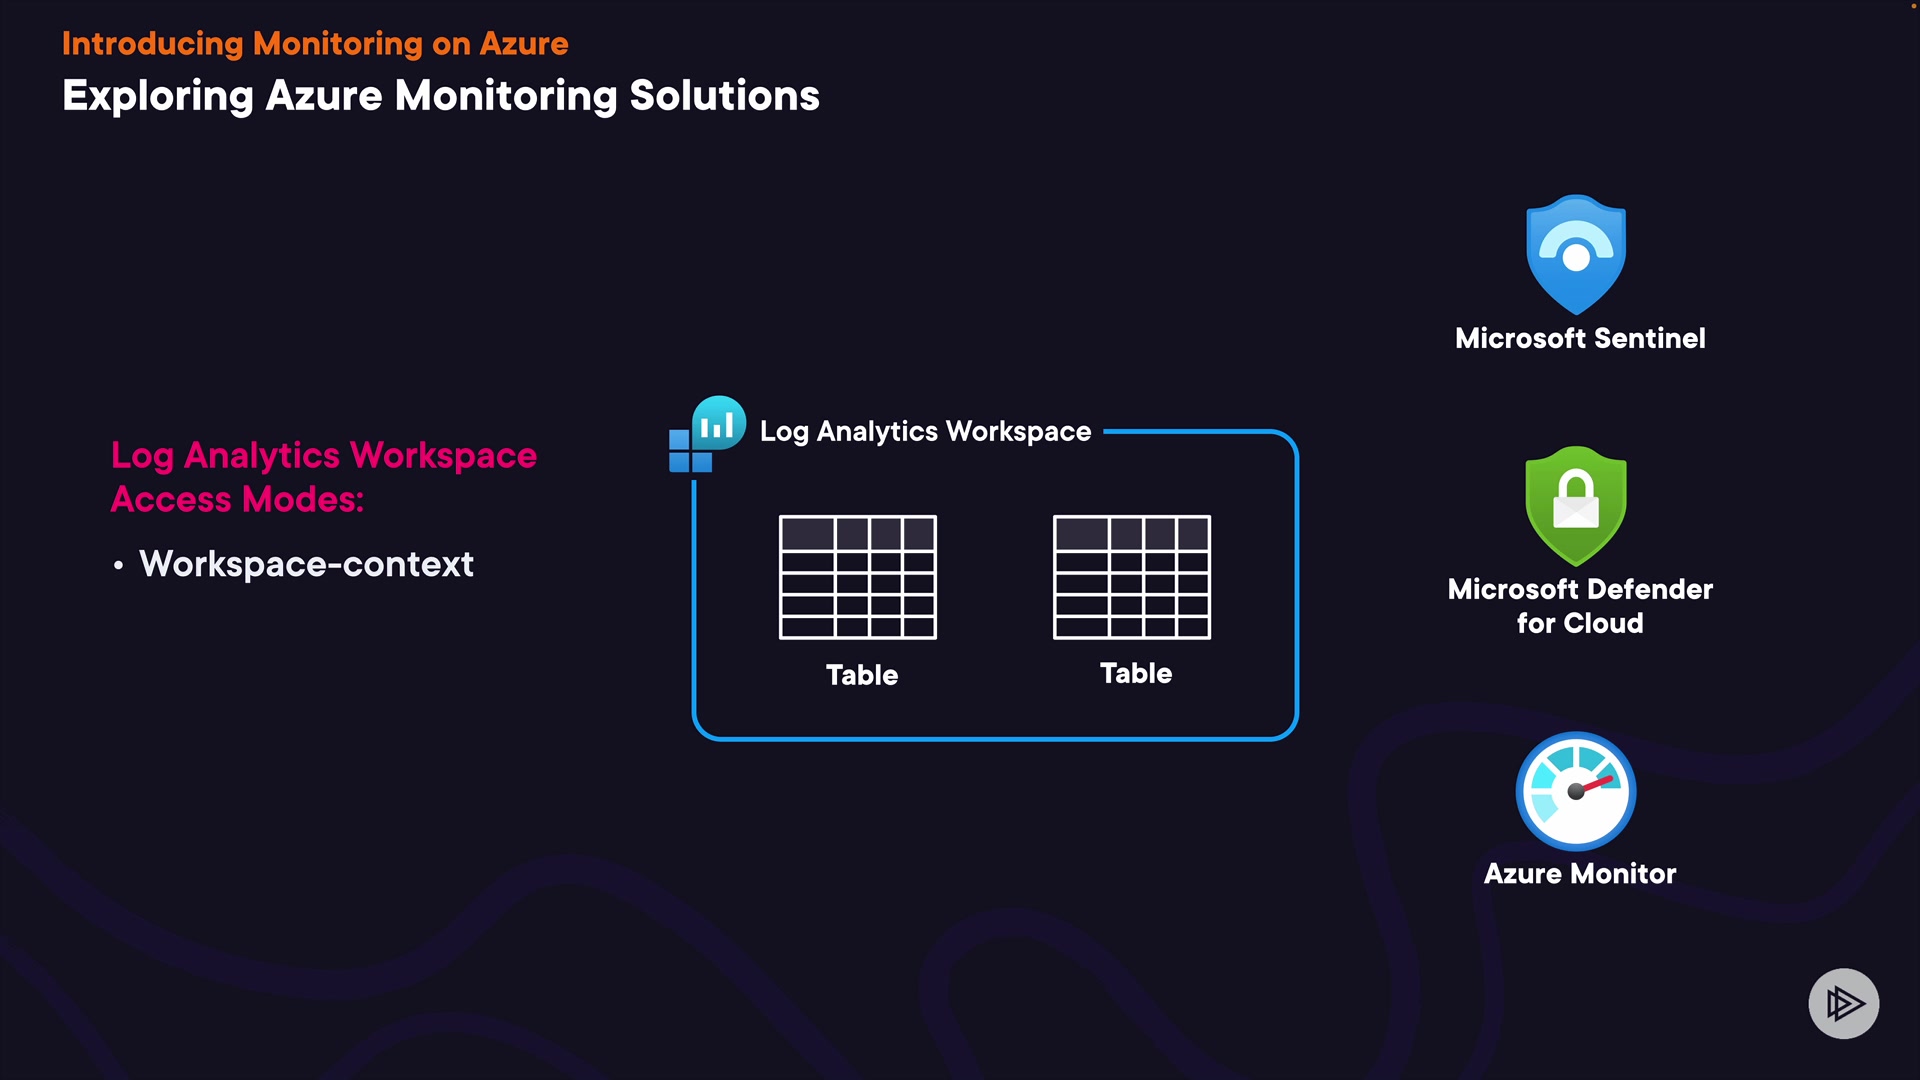 Introducing Monitoring on Azure
Exploring Azure Monitoring Solutions
Log Analytics Workspace
Access Modes:
• Workspace-context
Log Analytics Workspace
Table
Table
Microsoft Sentinel
Microsoft Defender
for Cloud
Azure Monitor